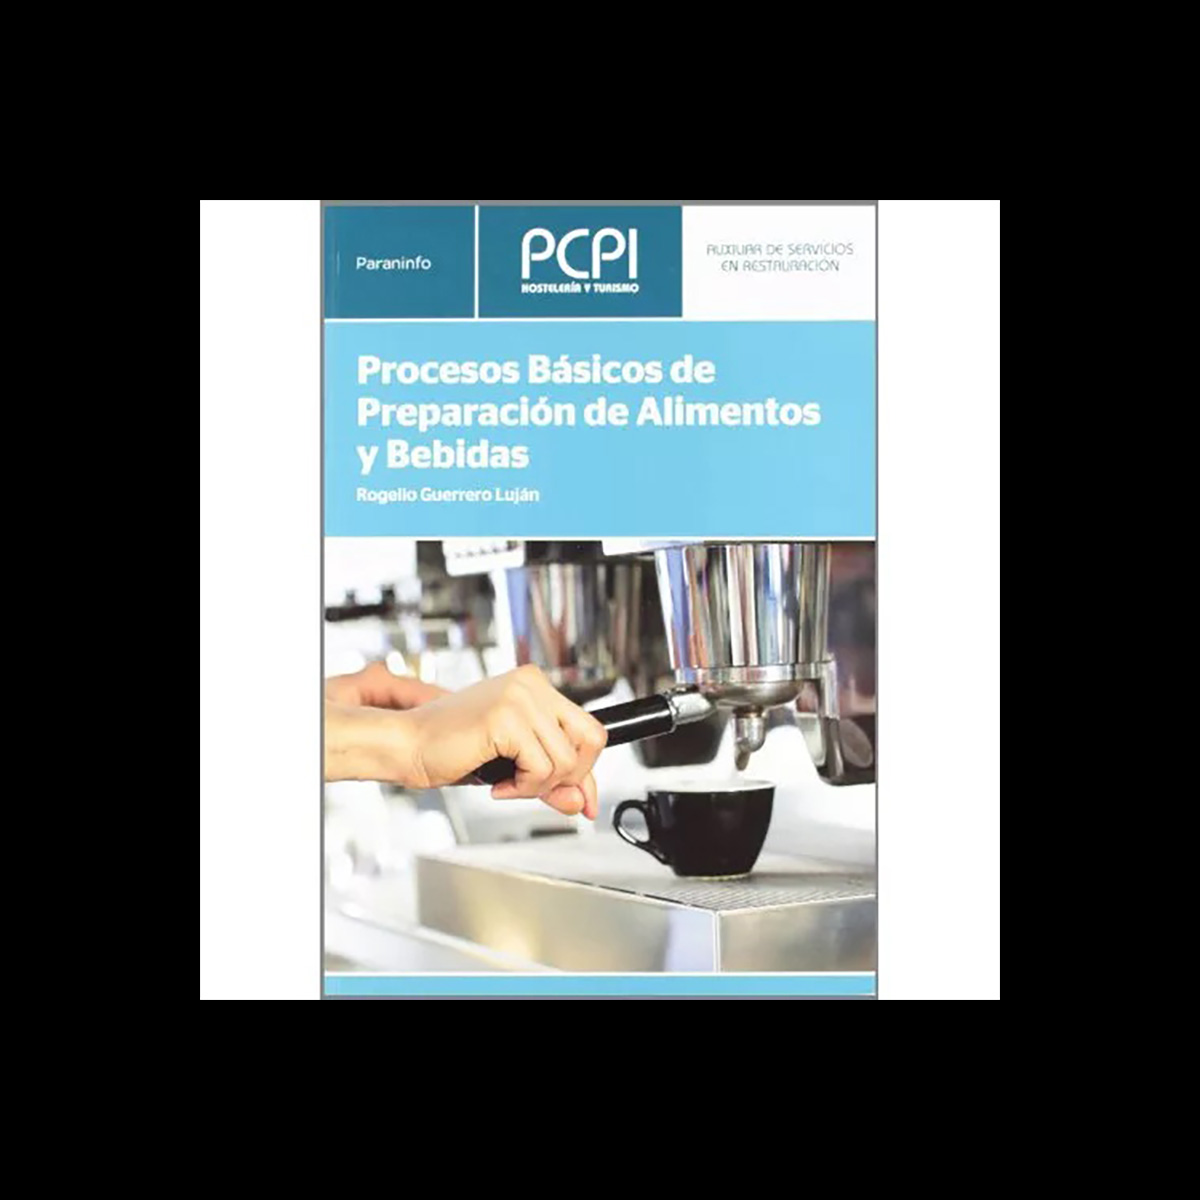 Paraninfo
PCPI
HOSTELERÍA Y TURISMO
AUXILIAR DE SERVICIOS
EN RESTAURACIÓN
Procesos Básicos de
Preparación de Alimentos
y Bebidas
Rogelio Guerrero Luján